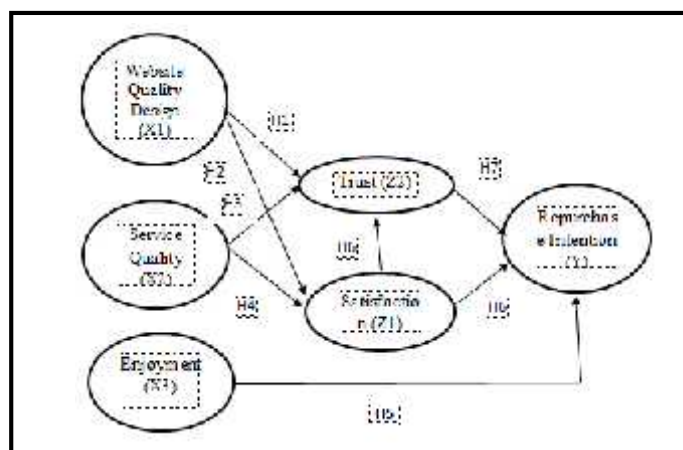 Website
Quality
Design
(X1)
H1
H2
Trust (Z2)
H7
H3
Repurchas
e Intention
(Y)
Service
Quality
(X2)
H4
Satisfactio
n (Z1)
H6
Enjoyment
(X3)
H5